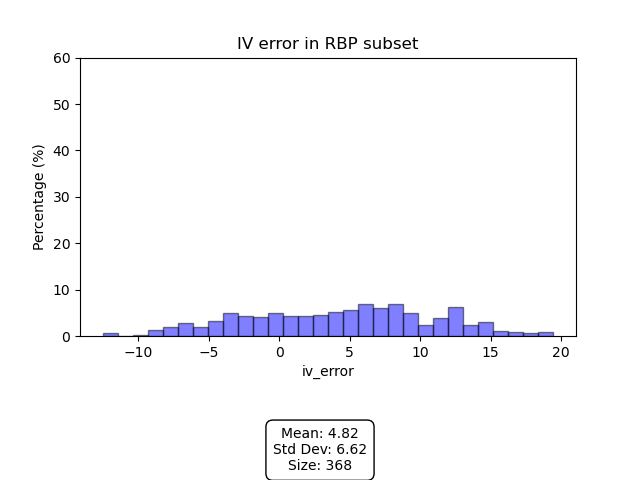 IV error in RBP subset
60
50
40
30
20
10
0
Percentage (%)
−10
−5
0
5
10
15
20
iv_error
Mean: 4.82
Std Dev: 6.62
Size: 368